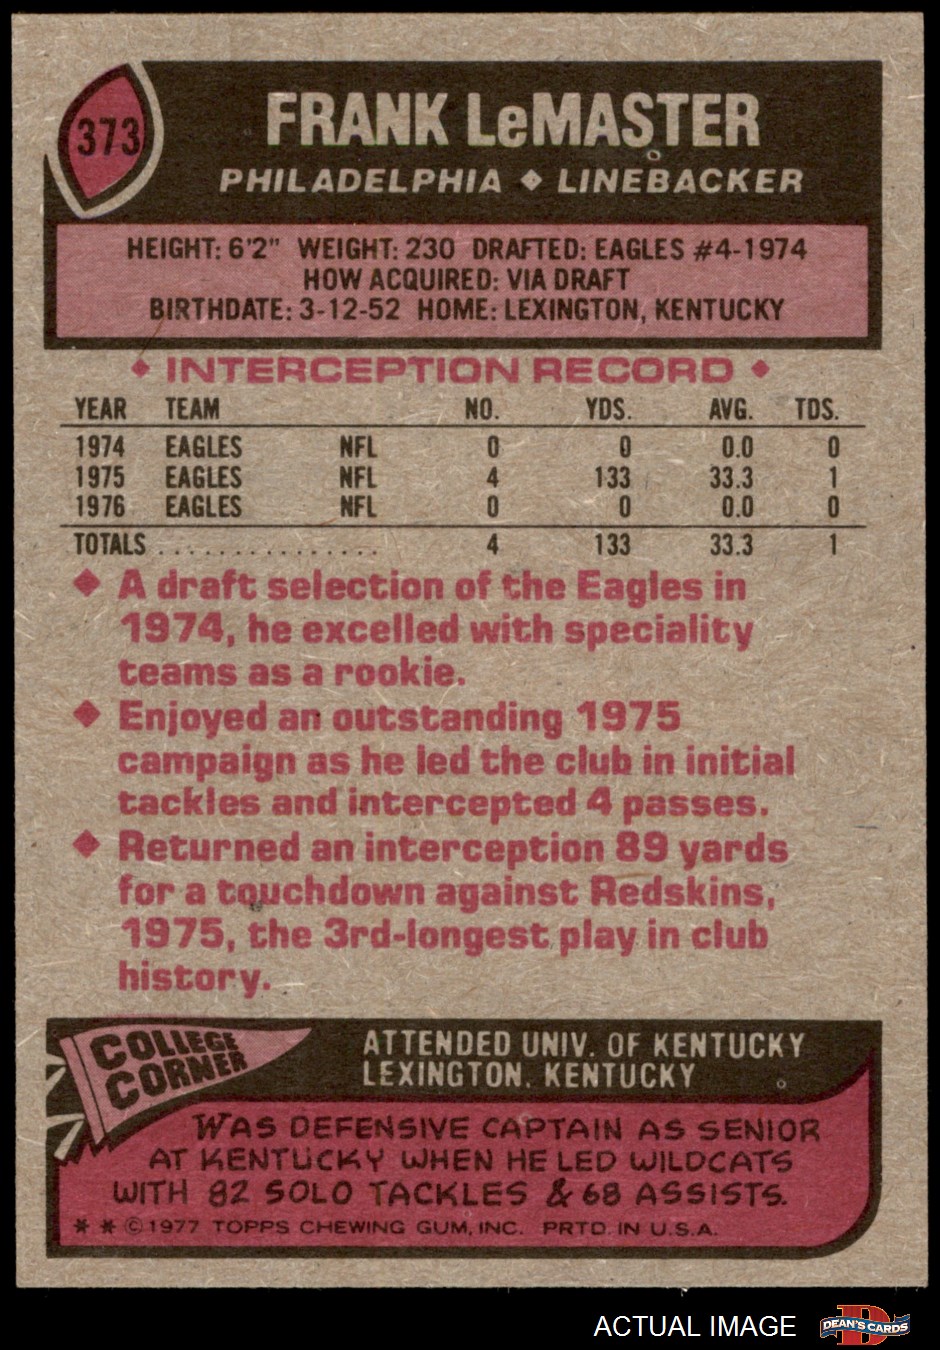 373
FRANK LeMASTER
PHILADELPHIA ◆ LINEBACKER
HEIGHT: 6'2" WEIGHT: 230 DRAFTED: EAGLES #4-1974
HOW ACQUIRED: VIA DRAFT
BIRTHDATE: 3-12-52 HOME: LEXINGTON, KENTUCKY
◆ INTERCEPTION RECORD ◆
YEAR TEAM NO. YDS. AVG. TDS.
1974 EAGLES NFL 0 0 0.0 0
1975 EAGLES NFL 4 133 33.3 1
1976 EAGLES NFL 0 0 0.0 0
TOTALS . . . . . . . . . . . . . . . 4 133 33.3 1
◆ A draft selection of the Eagles in
1974, he excelled with speciality
teams as a rookie.
◆ Enjoyed an outstanding 1975
campaign as he led the club in initial
tackles and intercepted 4 passes.
◆ Returned an interception 89 yards
for a touchdown against Redskins,
1975, the 3rd-longest play in club
history.
COLLEGE
CORNER
ATTENDED UNIV. OF KENTUCKY
LEXINGTON, KENTUCKY
WAS DEFENSIVE CAPTAIN AS SENIOR
AT KENTUCKY WHEN HE LED WILDCATS
WITH 82 SOLO TACKLES & 68 ASSISTS.
* * © 1977 TOPPS CHEWING GUM, INC. PRTD. IN U.S.A.
ACTUAL IMAGE
D
DEAN'S CARDS